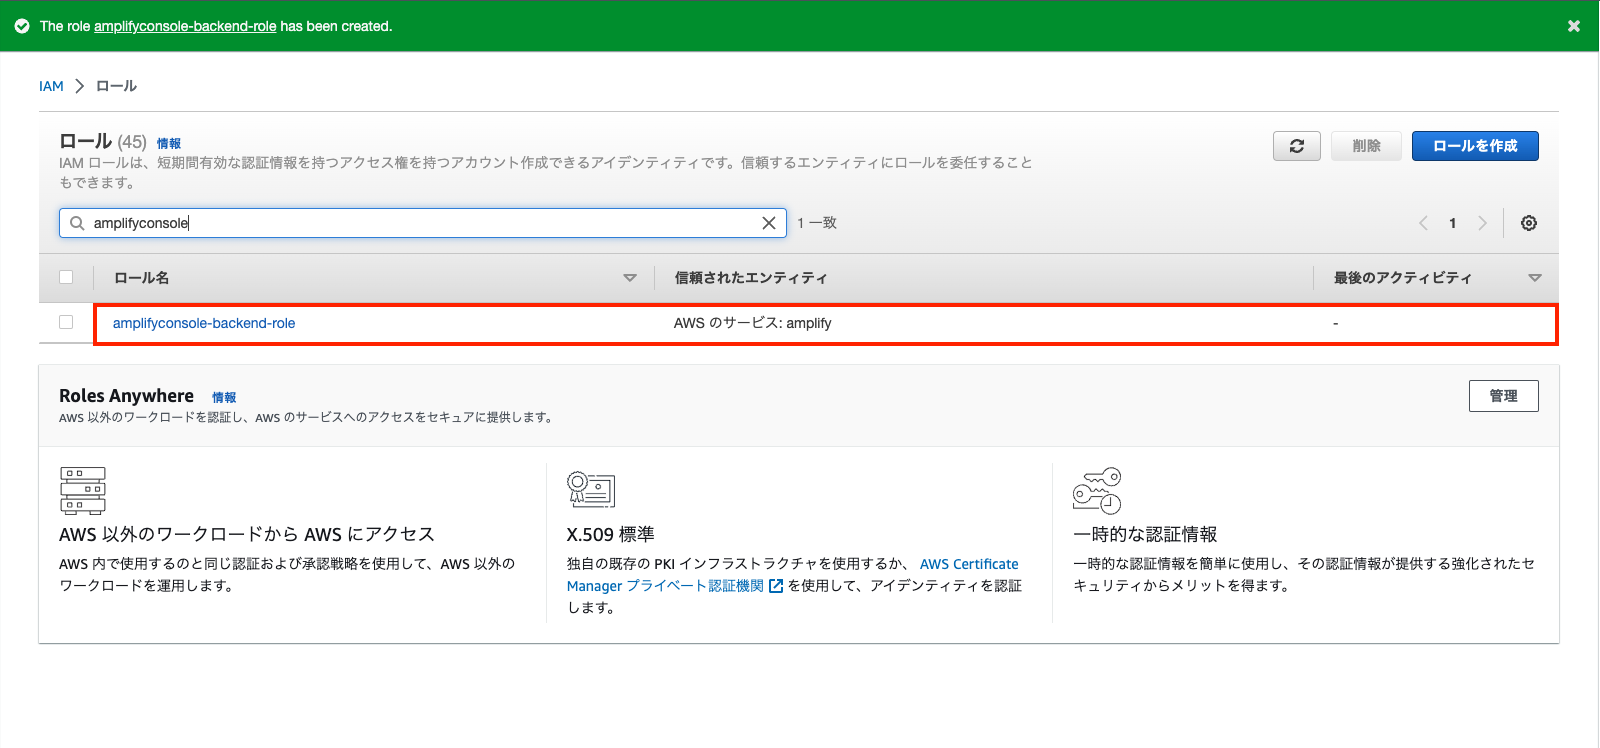 The role amplifyconsole-backend-role has been created.
IAM > ロール
ロール (45) 情報
IAM ロールは、短期間有効な認証情報を持つアクセス権を持つアカウント作成できるアイデンティティです。信頼するエンティティにロールを委任すること
もできます。
削除
ロールを作成
amplifyconsole
1 一致
1
ロール名
信頼されたエンティティ
最後のアクティビティ
amplifyconsole-backend-role
AWS のサービス: amplify
-
Roles Anywhere 情報
AWS 以外のワークロードを認証し、AWS のサービスへのアクセスをセキュアに提供します。
管理
AWS 以外のワークロードから AWS にアクセス
AWS 内で使用するのと同じ認証および承認戦略を使用して、AWS 以外の
ワークロードを運用します。
X.509 標準
独自の既存の PKI インフラストラクチャを使用するか、 AWS Certificate
Manager プライベート認証機関 を使用して、アイデンティティを認証
します。
一時的な認証情報
一時的な認証情報を簡単に使用し、その認証情報が提供する強化されたセ
キュリティからメリットを得ます。